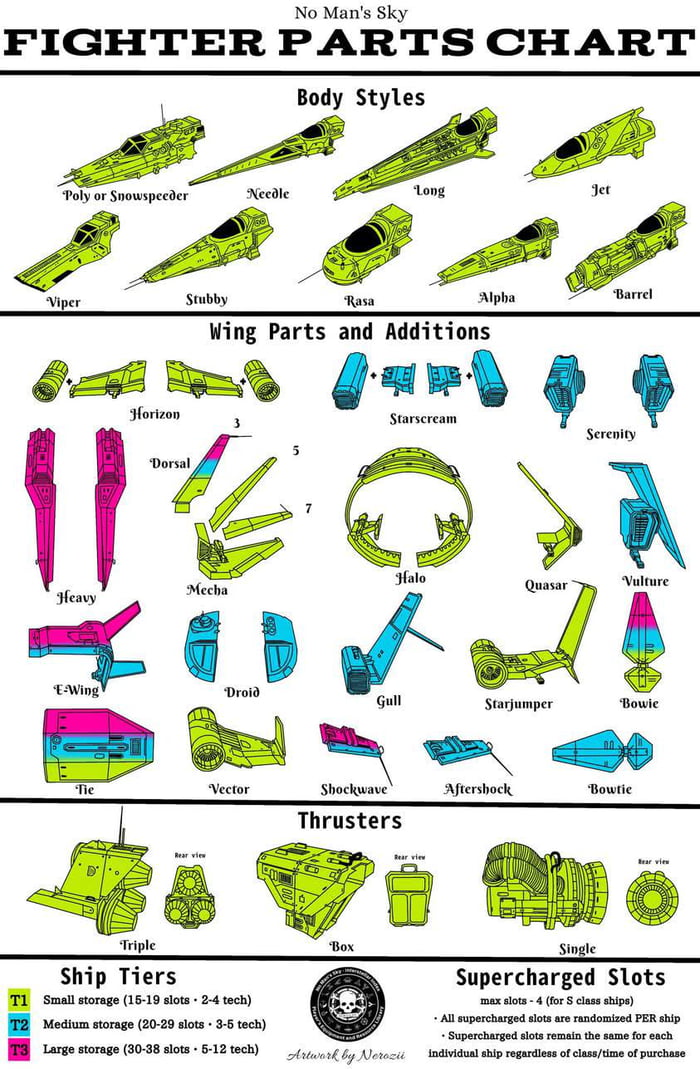 No Man's Sky
FIGHTER PARTS CHART
Body Styles
Poly or Snowspeeder
Needle
Long
Jet
Viper
Stubby
Rasa
Alpha
Barrel
Wing Parts and Additions
+
+
Horizon
+
+
Starscream
Serenity
Heavy
Dorsal
3
5
7
Mecha
Halo
Quasar
Vulture
E-Wing
Droid
Gull
Starjumper
Bowie
Tie
Vector
Shockwave
Aftershock
Bowtie
Thrusters
Rear view
Triple
Rear view
Box
Rear view
Single
Ship Tiers
T1 Small storage (15-19 slots • 2-4 tech)
T2 Medium storage (20-29 slots • 3-5 tech)
T3 Large storage (30-38 slots • 5-12 tech)
Artwork by Nerozii
Supercharged Slots
max slots - 4 (for S class ships)
• All supercharged slots are randomized PER ship
• Supercharged slots remain the same for each
individual ship regardless of class/time of purchase